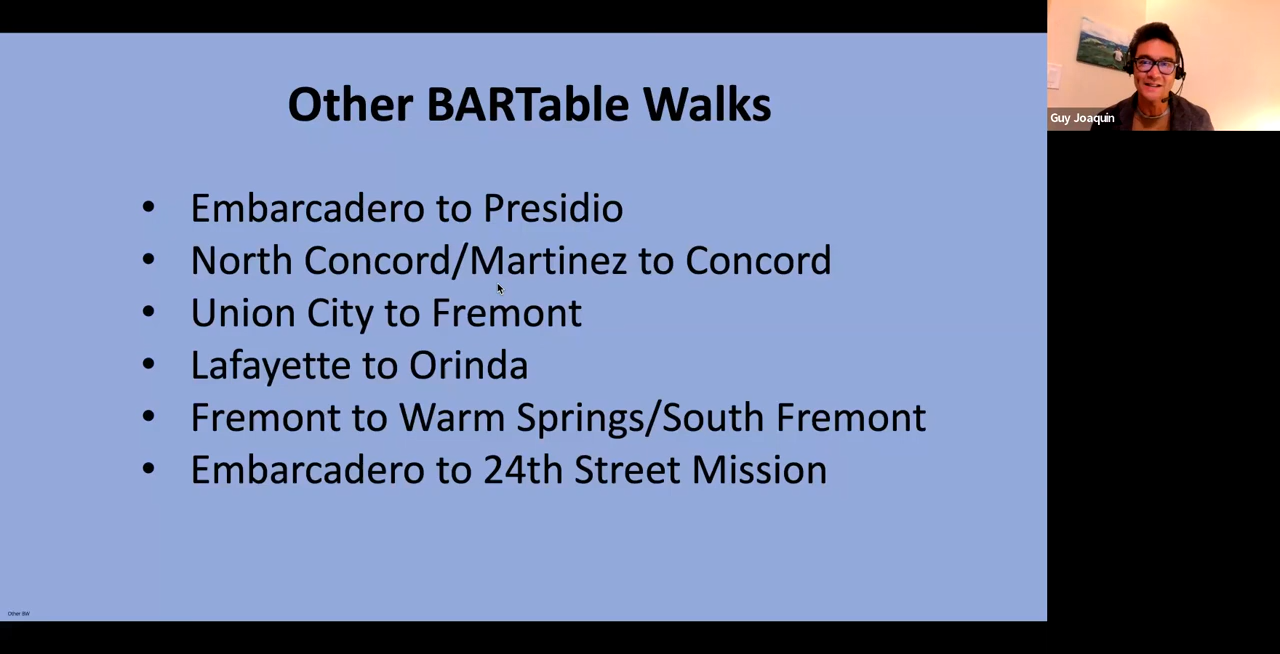 Other BARTable Walks
• Embarcadero to Presidio
• North Concord/Martinez to Concord
• Union City to Fremont
• Lafayette to Orinda
• Fremont to Warm Springs/South Fremont
• Embarcadero to 24th Street Mission
Other BW
Guy Joaquin